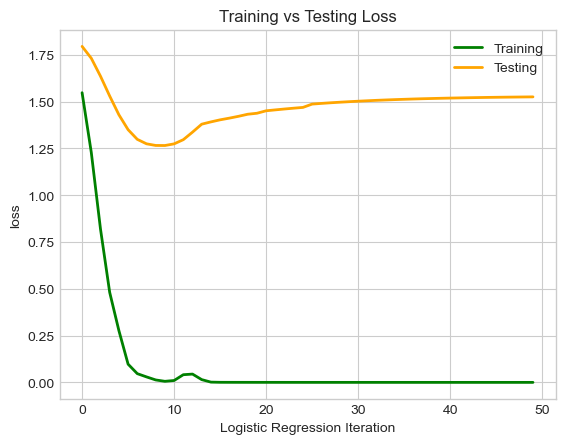 Training vs Testing Loss
Training
Testing
1.75
1.50
1.25
1.00
0.75
0.50
0.25
0.00
loss
0 10 20 30 40 50
Logistic Regression Iteration